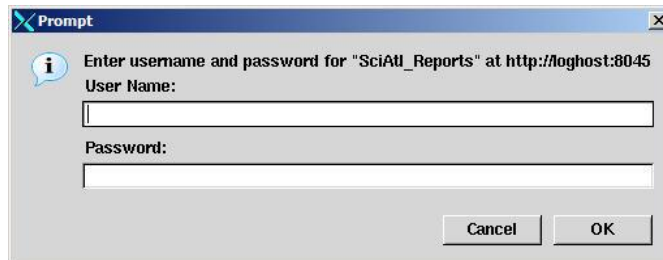 Prompt
Enter username and password for "SciAtl_Reports" at http://loghost:8045
User Name:
Password:
Cancel OK